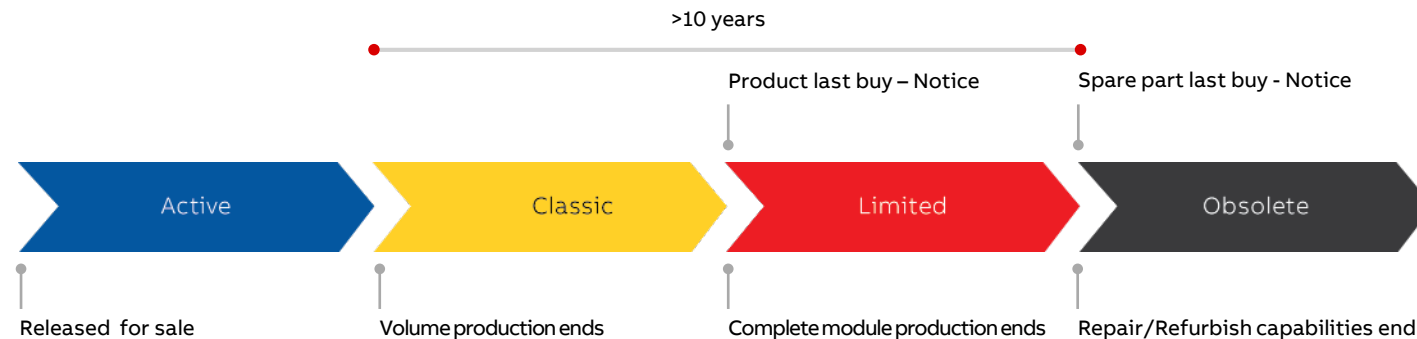 >10 years
Product last buy – Notice
Spare part last buy - Notice
Active
Classic
Limited
Obsolete
Released for sale
Volume production ends
Complete module production ends
Repair/Refurbish capabilities end